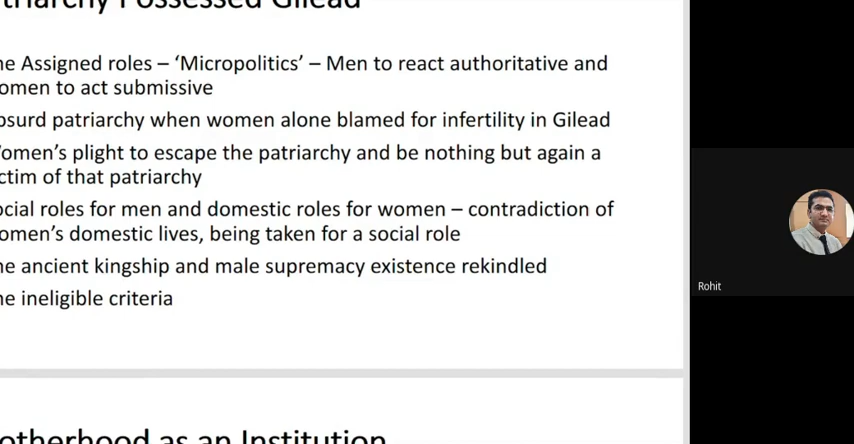 triarchy Possessed Gilead
ne Assigned roles – ‘Micropolitics’ – Men to react authoritative and
omen to act submissive
bsurd patriarchy when women alone blamed for infertility in Gilead
omen’s plight to escape the patriarchy and be nothing but again a
ctim of that patriarchy
ocial roles for men and domestic roles for women – contradiction of
omen’s domestic lives, being taken for a social role
ne ancient kingship and male supremacy existence rekindled
Rohit
ne ineligible criteria
otherhood as an Institution